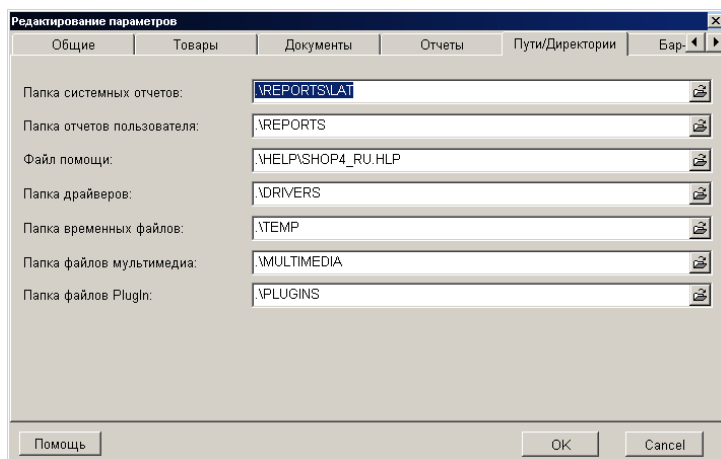 Редактирование параметров
Общие Товары Документы Отчеты Пути/Директории Бар-
Папка системных отчетов: .\REPORTS\LAT
Папка отчетов пользователя: .\REPORTS
Файл помощи: .\HELP\SHOP4_RU.HLP
Папка драйверов: .\DRIVERS
Папка временных файлов: .\TEMP
Папка файлов мультимедиа: .\MULTIMEDIA
Папка файлов PlugIn: .\PLUGINS
Помощь OK Cancel